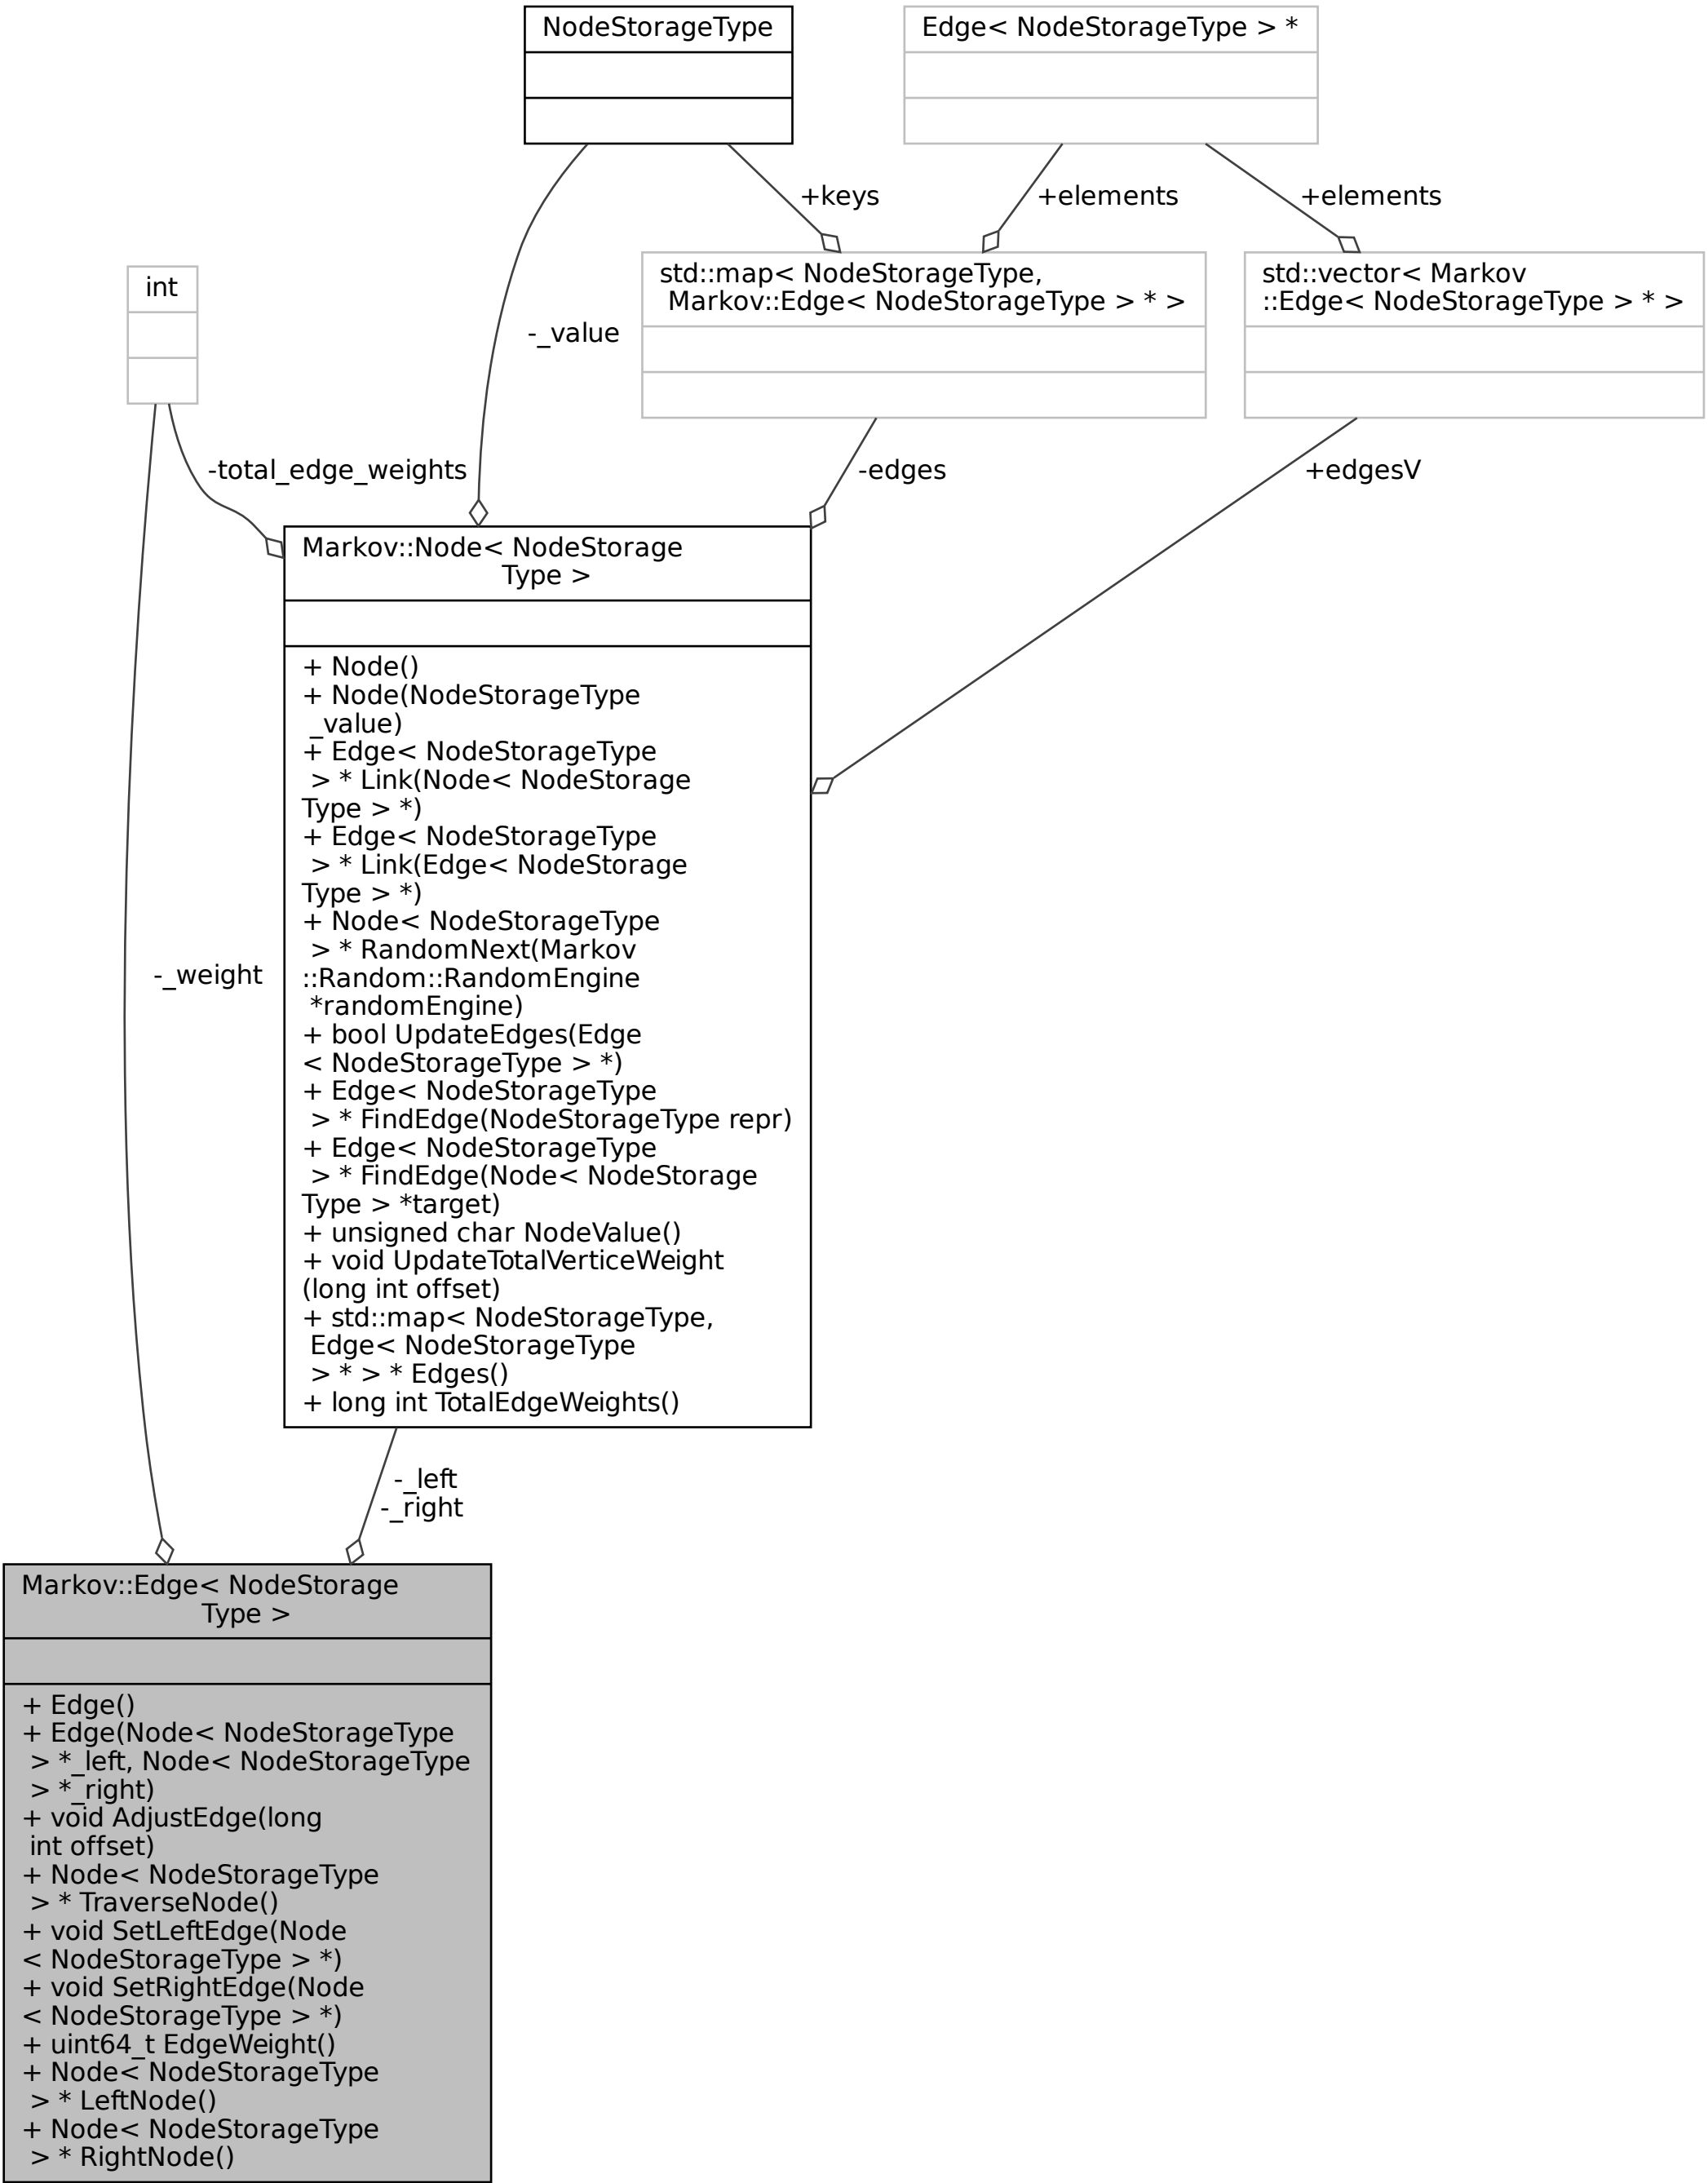 NodeStorageType
Edge< NodeStorageType > *
+keys
+elements
+elements
int
std::map< NodeStorageType,
Markov::Edge< NodeStorageType > * >
std::vector< Markov
::Edge< NodeStorageType > * >
-_value
-total_edge_weights
-edges
+edgesV
Markov::Node< NodeStorage
Type >
+ Node()
+ Node(NodeStorageType
_value)
+ Edge< NodeStorageType
> * Link(Node< NodeStorage
Type > *)
+ Edge< NodeStorageType
> * Link(Edge< NodeStorage
Type > *)
+ Node< NodeStorageType
> * RandomNext(Markov
::Random::RandomEngine
*randomEngine)
+ bool UpdateEdges(Edge
< NodeStorageType > *)
+ Edge< NodeStorageType
> * FindEdge(NodeStorageType repr)
+ Edge< NodeStorageType
> * FindEdge(Node< NodeStorage
Type > *target)
+ unsigned char NodeValue()
+ void UpdateTotalVerticeWeight
(long int offset)
+ std::map< NodeStorageType,
Edge< NodeStorageType
> * > * Edges()
+ long int TotalEdgeWeights()
-_weight
-_left
-_right
Markov::Edge< NodeStorage
Type >
+ Edge()
+ Edge(Node< NodeStorageType
> *_left, Node< NodeStorageType
> *_right)
+ void AdjustEdge(long
int offset)
+ Node< NodeStorageType
> * TraverseNode()
+ void SetLeftEdge(Node
< NodeStorageType > *)
+ void SetRightEdge(Node
< NodeStorageType > *)
+ uint64_t EdgeWeight()
+ Node< NodeStorageType
> * LeftNode()
+ Node< NodeStorageType
> * RightNode()